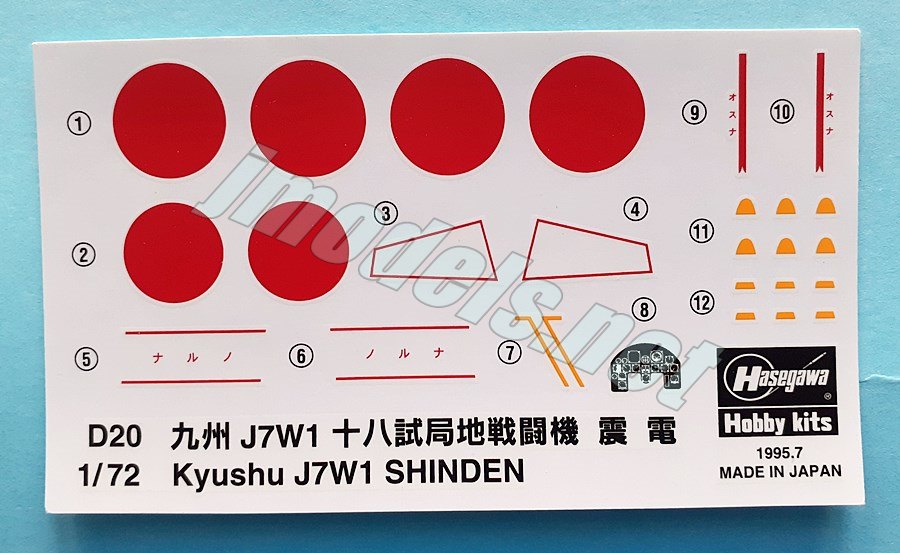 ①
②
③
④
⑤ ナルノ
⑥ ノルナ
⑦
⑧
⑨ オスナ
⑩ オスナ
⑪
⑫
jmodels.net
D20 九州 J7W1 十八試局地戦闘機 震電
1/72 Kyushu J7W1 SHINDEN
Hasegawa®
Hobby kits
1995.7
MADE IN JAPAN